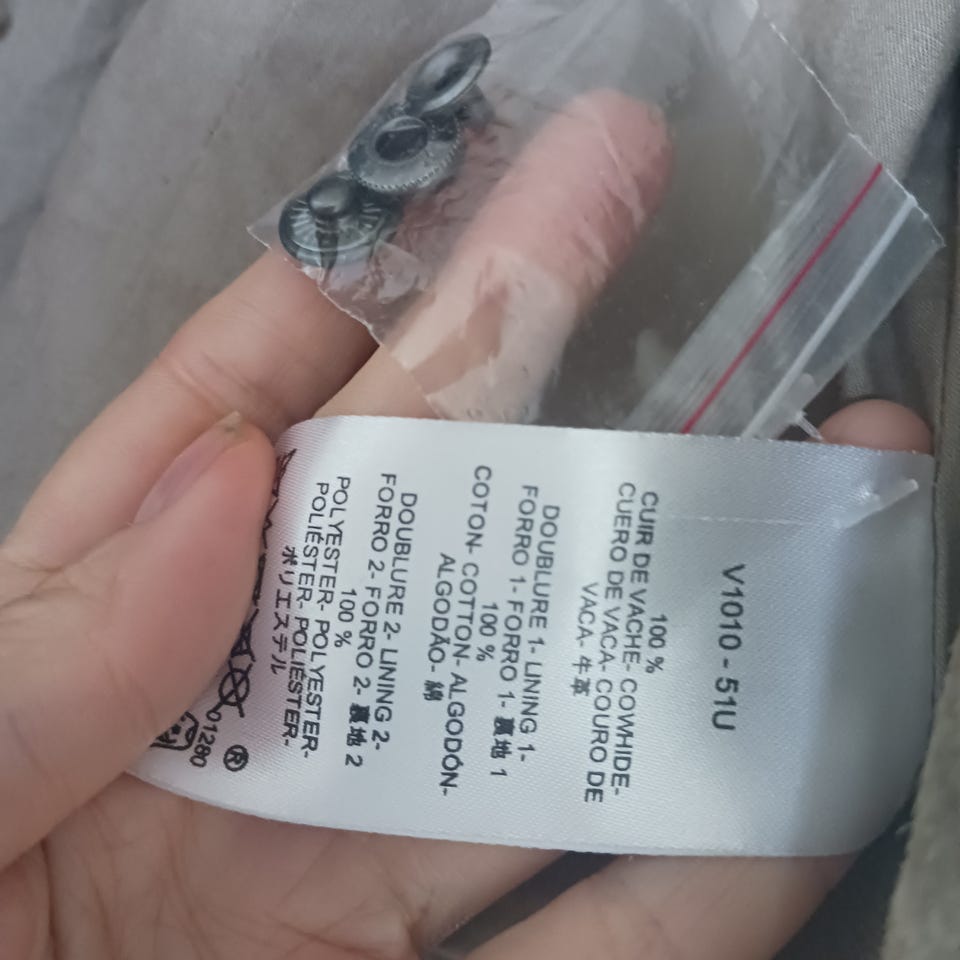 V1010 - 51U
100 %
CUIR DE VACHE- COWHIDE-
CUERO DE VACA- COURO DE
VACA- 牛革
DOUBLURE 1- LINING 1-
FORRO 1- FORRO 1- 裏地 1
100 %
COTON- COTTON- ALGODÓN-
ALGODÃO- 綿
DOUBLURE 2- LINING 2-
FORRO 2- FORRO 2- 裏地 2
100 %
POLYESTER- POLYESTER-
POLIÉSTER- POLIÉSTER-
ポリエステル
®
01280